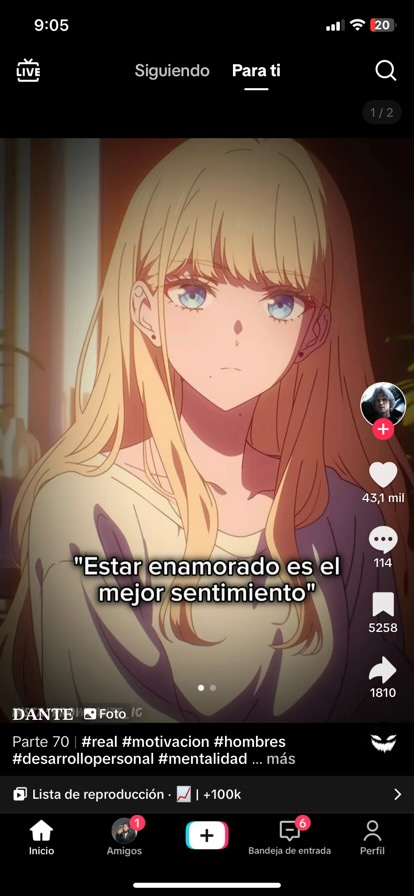 9:05
20
LIVE
Siguiendo
Para ti
1 / 2
43,1 mil
114
"Estar enamorado es el
mejor sentimiento"
5258
1810
DANTE
Foto
IG
Parte 70 | #real #motivacion #hombres
#desarrollopersonal #mentalidad ... más
Lista de reproducción · 📈 | +100k
1
6
Inicio
Amigos
Bandeja de entrada
Perfil